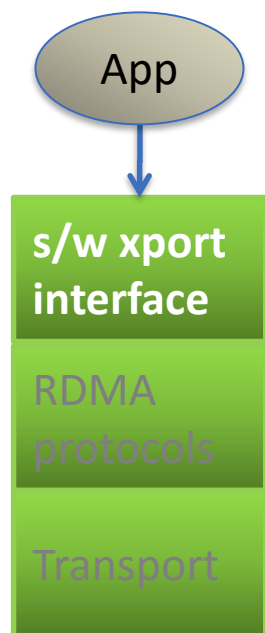 App
s/w xport
interface
RDMA
protocols
Transport